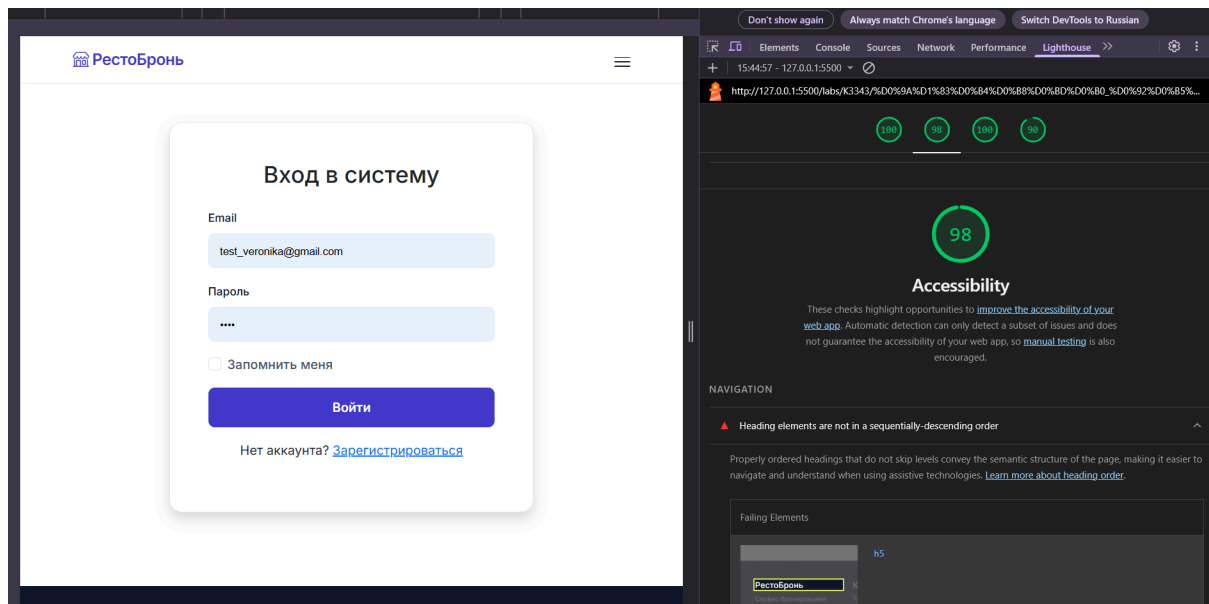 РестоБронь
Вход в систему
Email
test_veronika@gmail.com
Пароль
••••
Запомнить меня
Войти
Нет аккаунта? Зарегистрироваться
Don't show again
Always match Chrome's language
Switch DevTools to Russian
Elements
Console
Sources
Network
Performance
Lighthouse
15:44:57 - 127.0.0.1:5500
http://127.0.0.1:5500/labs/K3343/%D0%9A%D1%83%D0%B4%D0%B8%D0%BD%D0%B0_%D0%92%D0%B5%...
100
98
100
90
98
Accessibility
These checks highlight opportunities to improve the accessibility of your
web app. Automatic detection can only detect a subset of issues and does
not guarantee the accessibility of your web app, so manual testing is also
encouraged.
NAVIGATION
Heading elements are not in a sequentially-descending order
Properly ordered headings that do not skip levels convey the semantic structure of the page, making it easier to
navigate and understand when using assistive technologies. Learn more about heading order.
Failing Elements
h5
РестоБронь
Сервис бронирования